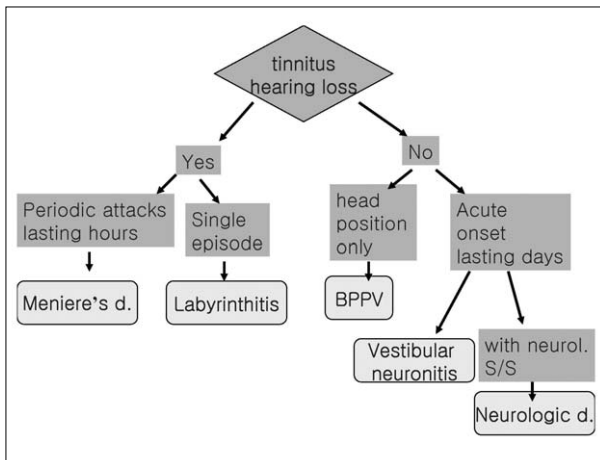 tinnitus
hearing loss
Yes
No
Periodic attacks
lasting hours
Single
episode
head
position
only
Acute
onset
lasting days
Meniere's d.
Labyrinthitis
BPPV
Vestibular
neuronitis
with neurol.
S/S
Neurologic d.